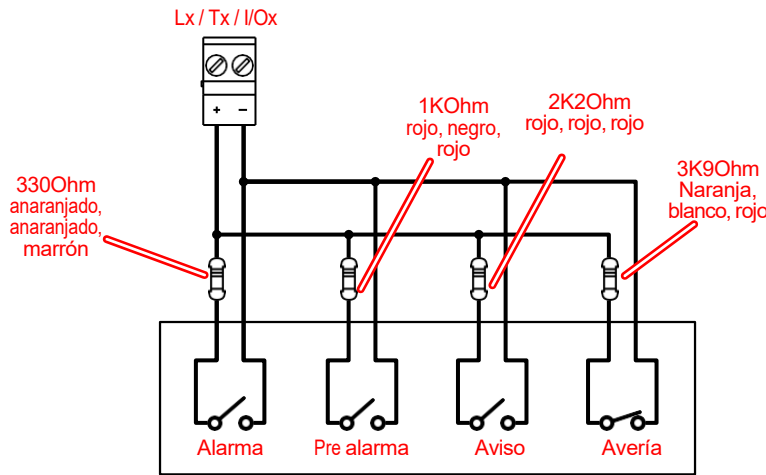 Lx / Tx / I/Ox
+ −
1KOhm
rojo, negro,
rojo
2K2Ohm
rojo, rojo, rojo
3K9Ohm
Naranja,
blanco, rojo
330Ohm
anaranjado,
anaranjado,
marrón
Alarma
Pre alarma
Aviso
Avería